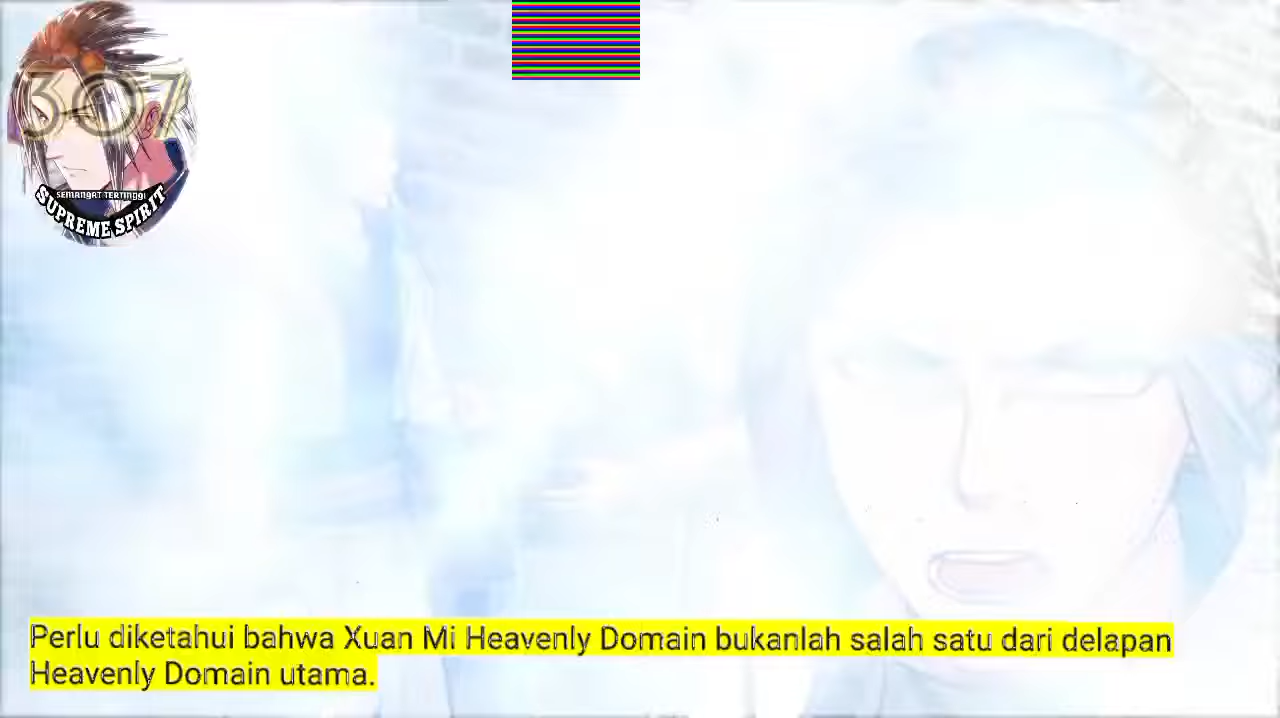 307
SEMANGAT TERTINGGI
SUPREME SPIRIT
Perlu diketahui bahwa Xuan Mi Heavenly Domain bukanlah salah satu dari delapan
Heavenly Domain utama.